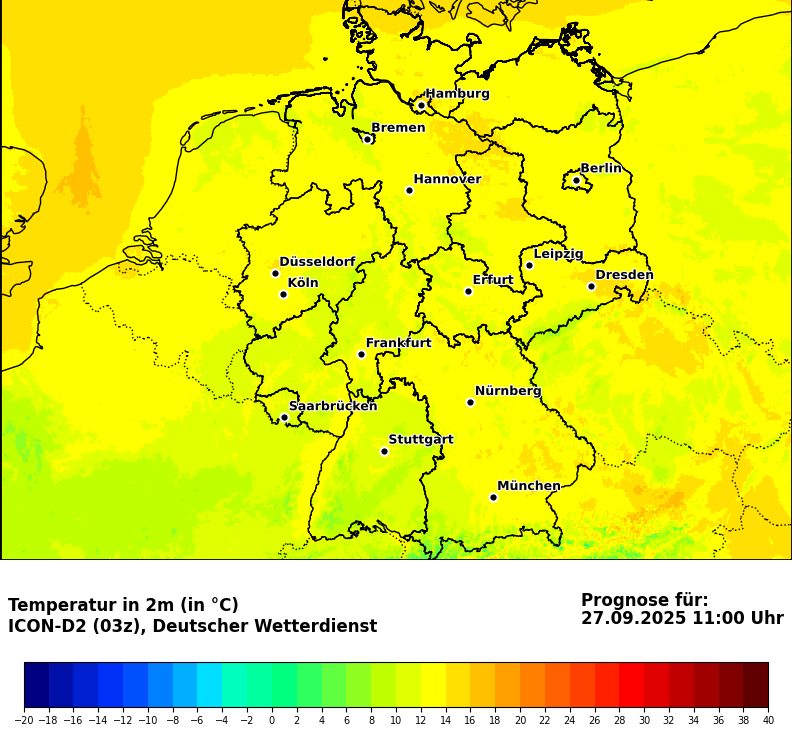 Hamburg
Bremen
Berlin
Hannover
Leipzig
Düsseldorf
Dresden
Köln
Erfurt
Frankfurt
Nürnberg
Saarbrücken
Stuttgart
München
Temperatur in 2m (in °C)
ICON-D2 (03z), Deutscher Wetterdienst
Prognose für:
27.09.2025 11:00 Uhr
−20 −18 −16 −14 −12 −10 −8 −6 −4 −2 0 2 4 6 8 10 12 14 16 18 20 22 24 26 28 30 32 34 36 38 40